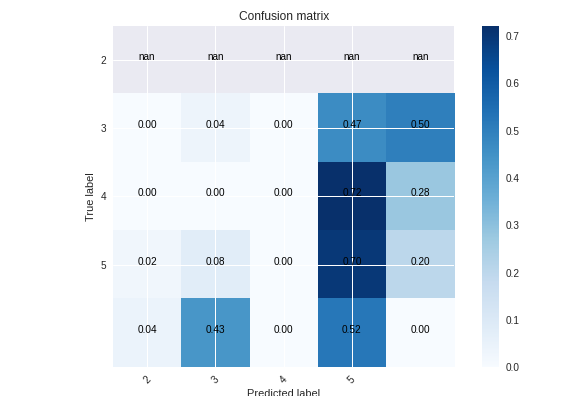 Confusion matrix
2 nan nan nan nan nan
3 0.00 0.04 0.00 0.47 0.50
4 0.00 0.00 0.00 0.72 0.28
5 0.02 0.08 0.00 0.70 0.20
0.04 0.43 0.00 0.52 0.00
True label
2 3 4 5
Predicted label
0.7
0.6
0.5
0.4
0.3
0.2
0.1
0.0